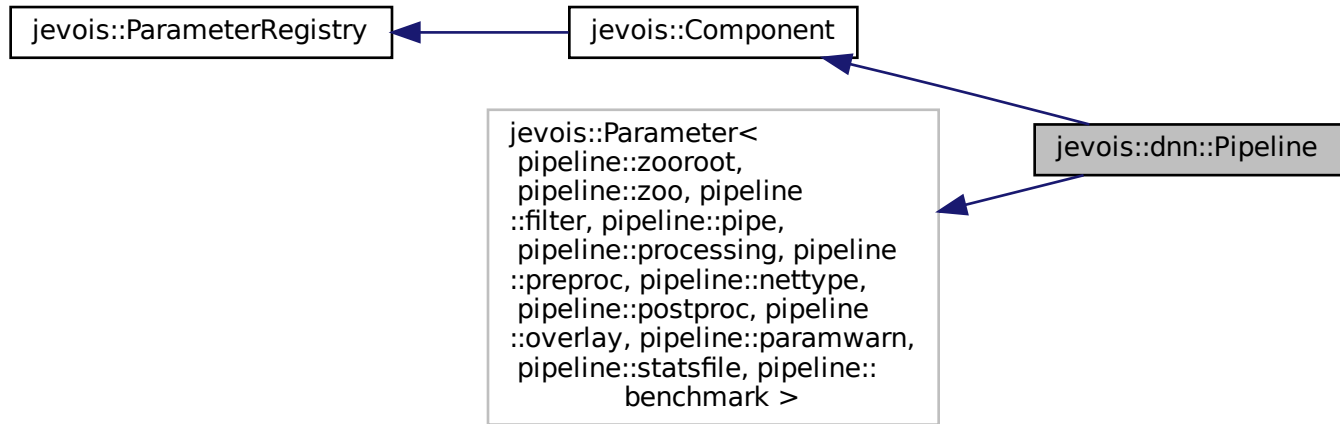 jevois::ParameterRegistry
jevois::Component
jevois::Parameter<
pipeline::zooroot,
pipeline::zoo, pipeline
::filter, pipeline::pipe,
pipeline::processing, pipeline
::preproc, pipeline::nettype,
pipeline::postproc, pipeline
::overlay, pipeline::paramwarn,
pipeline::statsfile, pipeline::
benchmark >
jevois::dnn::Pipeline